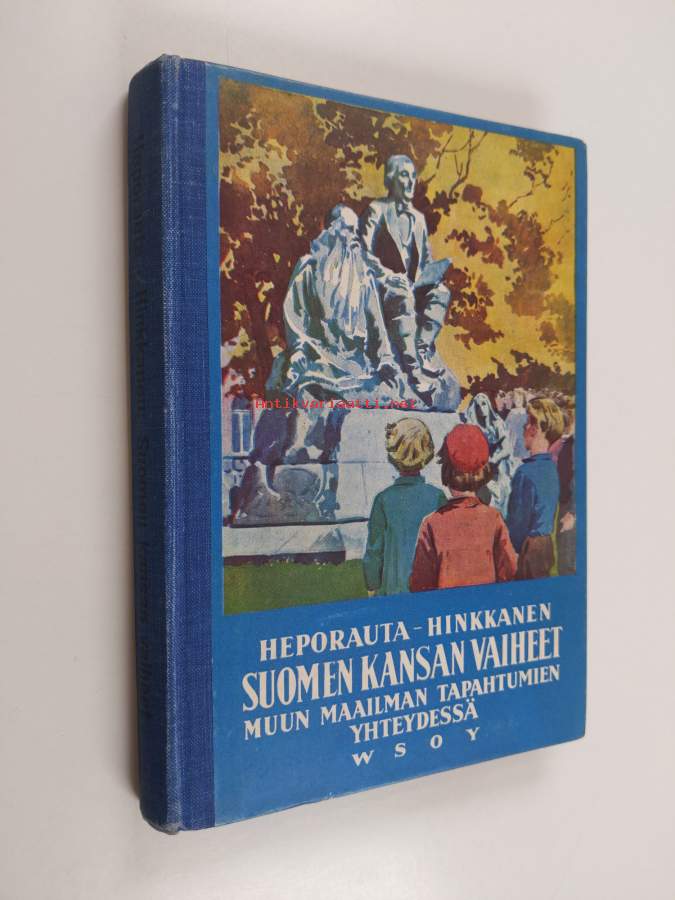 Antikvariaatti.net
HEPORAUTA – HINKKANEN
SUOMEN KANSAN VAIHEET
MUUN MAAILMAN TAPAHTUMIEN
YHTEYDESSÄ
WSOY